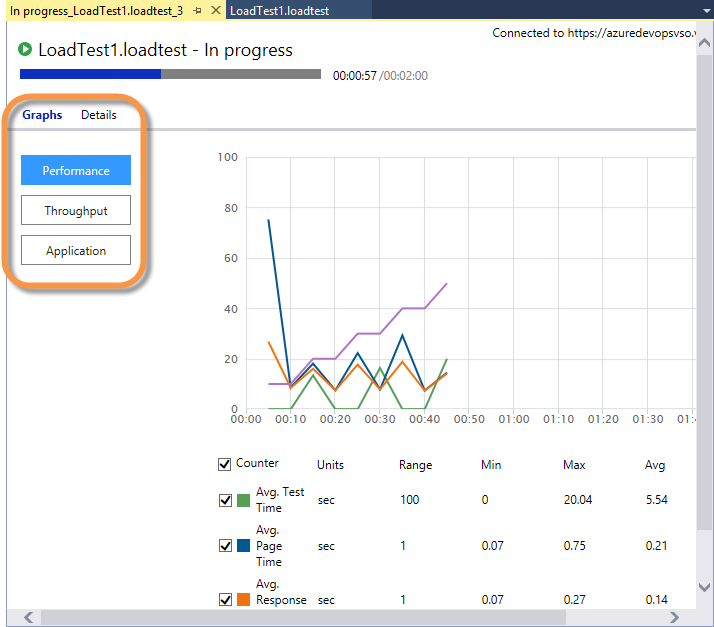 In progress_LoadTest1.loadtest_3 LoadTest1.loadtest
Connected to https://azuredevopsvso.v
LoadTest1.loadtest - In progress
00:00:57 /00:02:00
Graphs Details
Performance
Throughput
Application
100
80
60
40
20
0
00:00 00:10 00:20 00:30 00:40 00:50 01:00 01:10 01:20 01:30 01:4
Counter Units Range Min Max Avg
Avg. Test
Time
sec 100 0 20.04 5.54
Avg.
Page
Time
sec 1 0.07 0.75 0.21
Avg.
Response sec 1 0.07 0.27 0.14